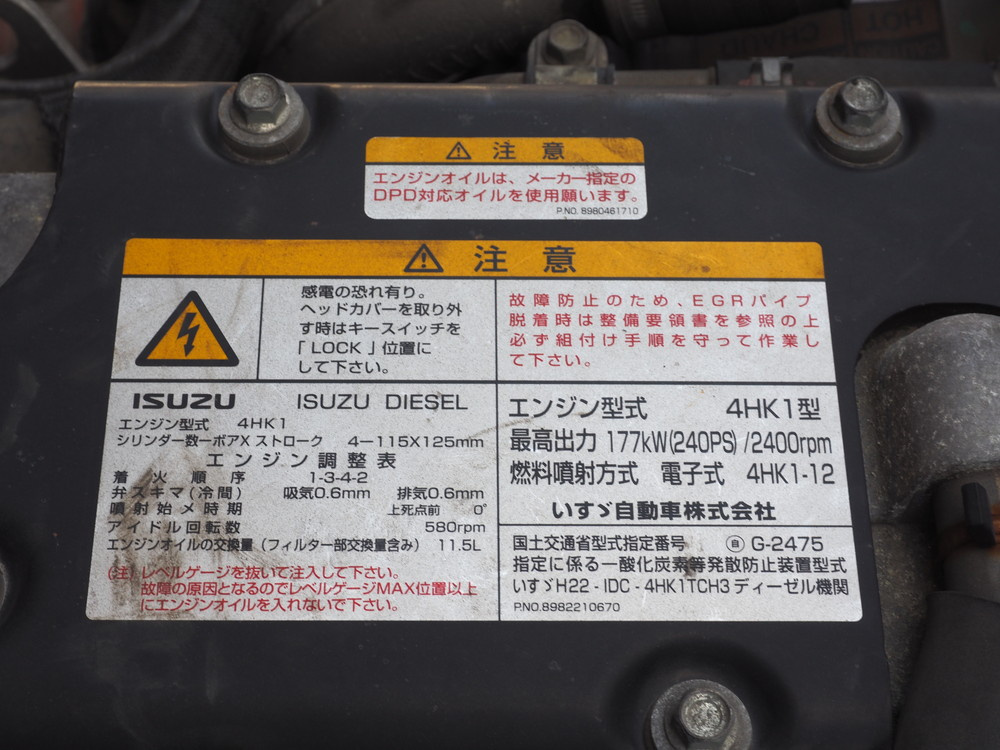 ⚠ 注 意
エンジンオイルは、メーカー指定の
DPD対応オイルを使用願います。
P.NO. 8980461710
⚠ 注 意
感電の恐れ有り。
ヘッドカバーを取り外
す時はキースイッチを
「 LOCK 」位置に
して下さい。
故障防止のため、EGRパイプ
脱着時は整備要領書を参照の上
必ず組付け手順を守って作業し
て下さい。
ISUZU ISUZU DIESEL
エンジン型式 4HK1
シリンダー数ーボアX ストローク 4－115X125mm
エンジン調整表
着火順序 1-3-4-2
弁スキマ(冷間) 吸気0.6mm 排気0.6mm
噴射始メ時期 上死点前 0°
アイドル回転数 580rpm
エンジンオイルの交換量（フィルター部交換量含み） 11.5L
(注) レベルゲージを抜いて注入して下さい。
故障の原因となるのでレベルゲージMAX位置以上
にエンジンオイルを入れないで下さい。
エンジン型式 4HK1型
最高出力 177kW(240PS) /2400rpm
燃料噴射方式 電子式 4HK1-12
いすゞ自動車株式会社
国土交通省型式指定番号 ㊀自 G-2475
指定に係る一酸化炭素等発散防止装置型式
いすゞH22 - IDC - 4HK1TCH3 ディーゼル機関
P.NO.8982210670